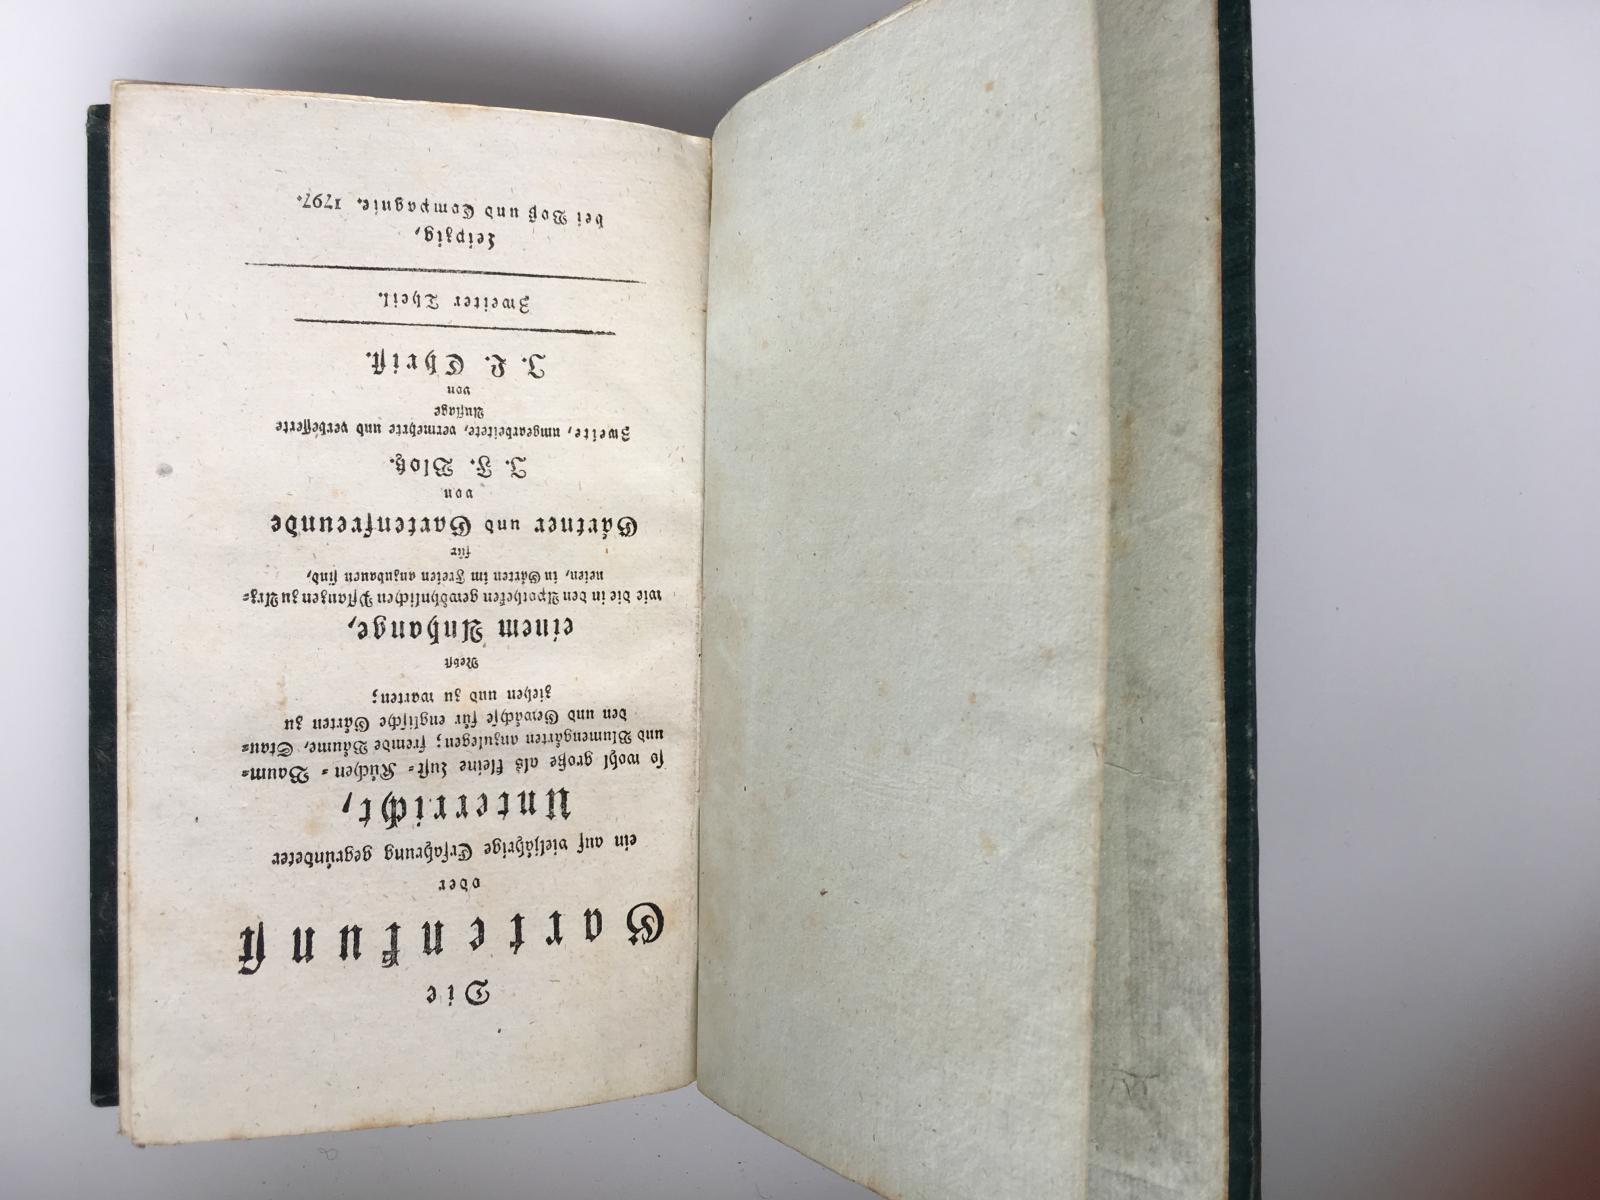 Die
Gartenkunſt
oder
ein auf vieljährige Erfahrung gegründeter
Unterricht,
ſo wohl große als kleine Luſt- Küchen- Baum-
und Blumengärten anzulegen; fremde Bäume, Stau-
den und Gewächſe für engliſche Gärten zu
ziehen und zu warten;
Nebſt
einem Anhange,
wie die in den Apotheken gewöhnlichen Pflanzen zu Arz-
neien, in Gärten im Freien anzubauen ſind,
für
Gärtner und Gartenfreunde
von
J. F. Blotz.
Zweite, umgearbeitete, vermehrte und verbeſſerte
Auflage
von
J. L. Chriſt.
Zweiter Theil.
Leipzig,
bei Voß und Compagnie. 1797.